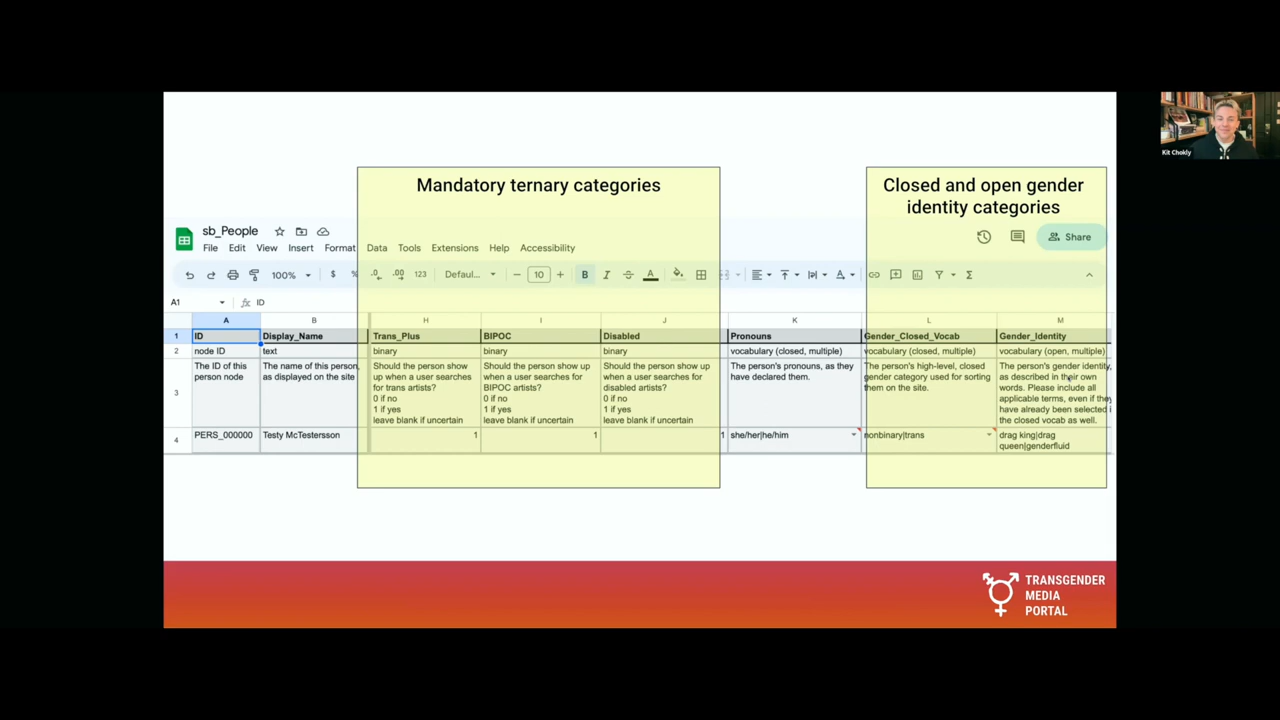 Mandatory ternary categories
Closed and open gender
identity categories
Kit Chokly
sb_People
File Edit View Insert Format Data Tools Extensions Help Accessibility
Share
100% $ % .0 .00 123 Defaul... 10 B I A
A1 fx ID
A B H I J K L M
1 ID Display_Name Trans_Plus BIPOC Disabled Pronouns Gender_Closed_Vocab Gender_Identity
2 node ID text binary binary binary vocabulary (closed, multiple) vocabulary (closed, multiple) vocabulary (open, multiple)
The ID of this The name of this person, Should the person show Should the person show Should the person show The person's pronouns, as they The person's high-level, closed The person's gender identity,
person node as displayed on the site up when a user searches up when a user searches for up when a user searches for have declared them. gender category used for sorting as described in their own
for trans artists? BIPOC artists? disabled artists? them on the site. words. Please include all
3 0 if no 0 if no 0 if no applicable terms, even if they
1 if yes 1 if yes 1 if yes have already been selected i
leave blank if uncertain leave blank if uncertain leave blank if uncertain the closed vocab as well.
4 PERS_000000 Testy McTestersson 1 1 1 she/her|he/him nonbinary|trans drag king|drag
queen|genderfluid
TRANSGENDER
MEDIA
PORTAL